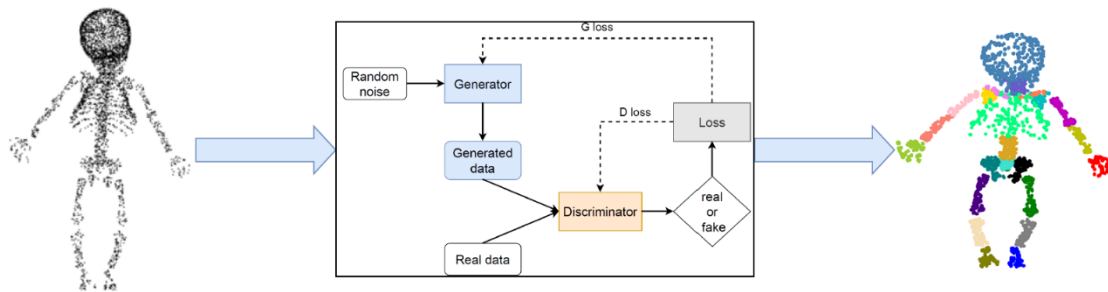 G loss
Random
noise
Generator
D loss
Loss
Generated
data
Discriminator
real
or
fake
Real data